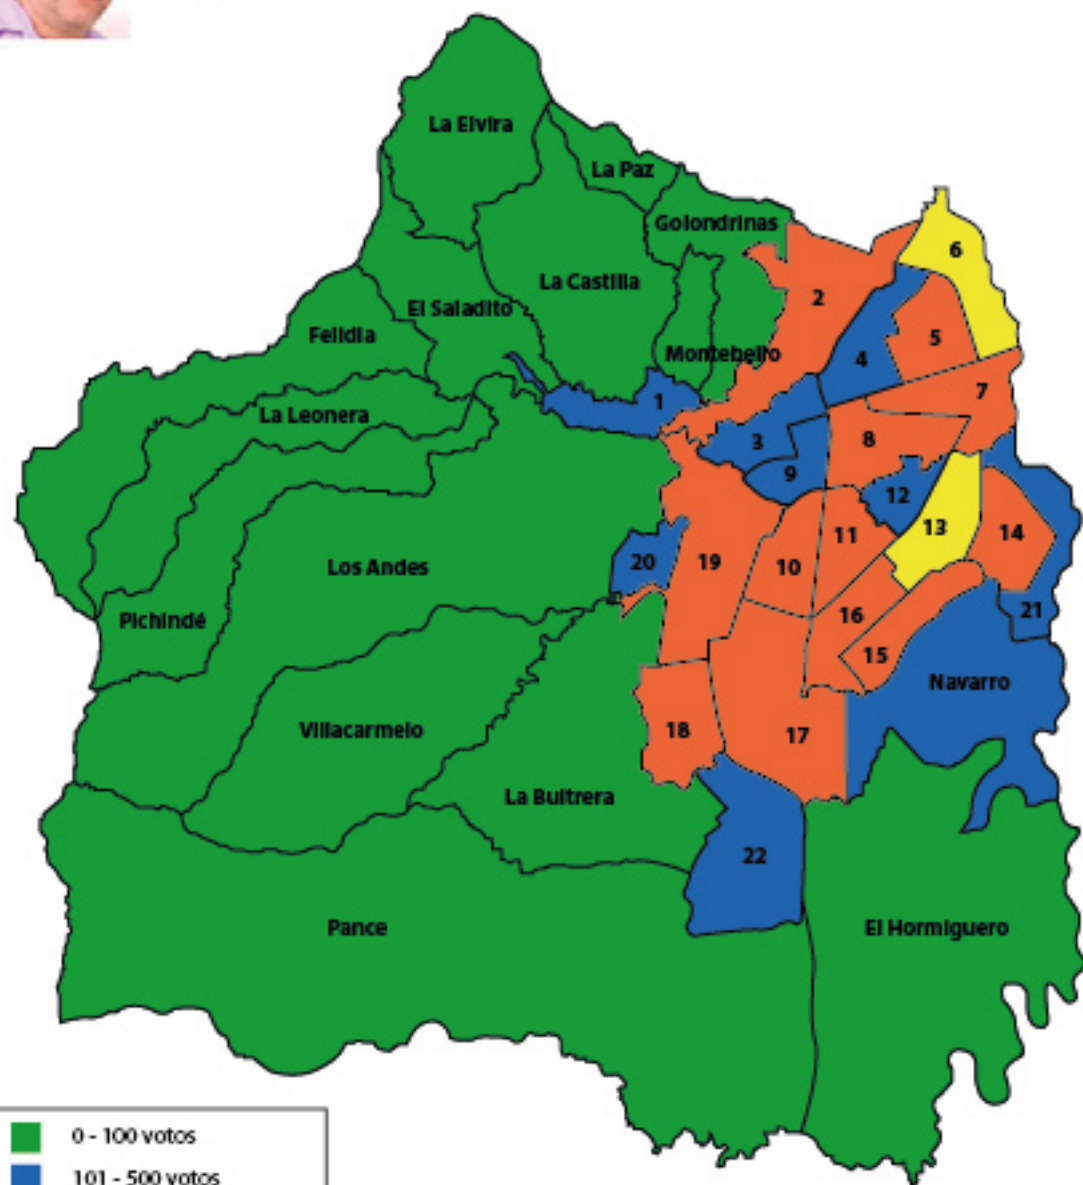 La Elvira
La Paz
Golondrinas
6
La Castilla
2
El Saladito
Felidia
5
Montebello
4
7
1
La Leonera
3
8
9
12
13
14
11
19
10
20
Los Andes
21
16
Pichindé
15
Navarro
18
17
Villacarmelo
La Buitrera
22
Pance
El Hormiguero
0 - 100 votos
101 - 500 votos